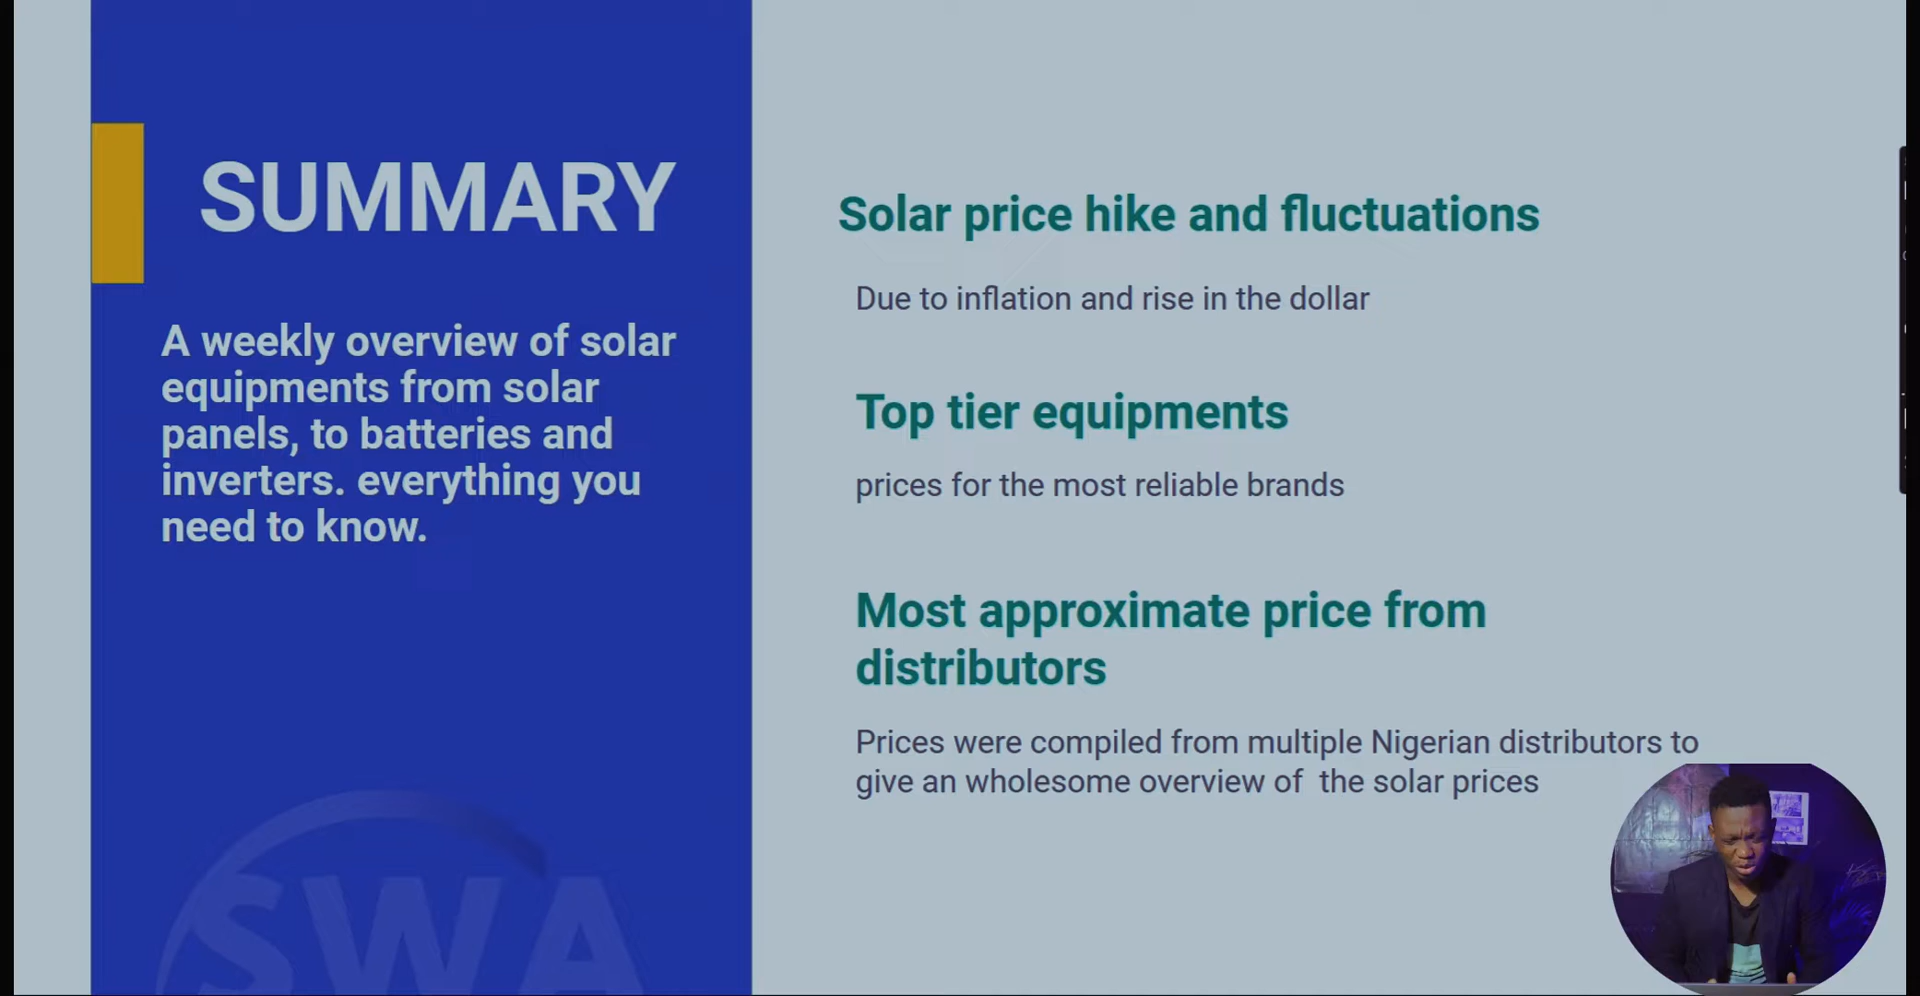 SUMMARY
A weekly overview of solar
equipments from solar
panels, to batteries and
inverters. everything you
need to know.
SWA
Solar price hike and fluctuations
Due to inflation and rise in the dollar
Top tier equipments
prices for the most reliable brands
Most approximate price from
distributors
Prices were compiled from multiple Nigerian distributors to
give an wholesome overview of  the solar prices